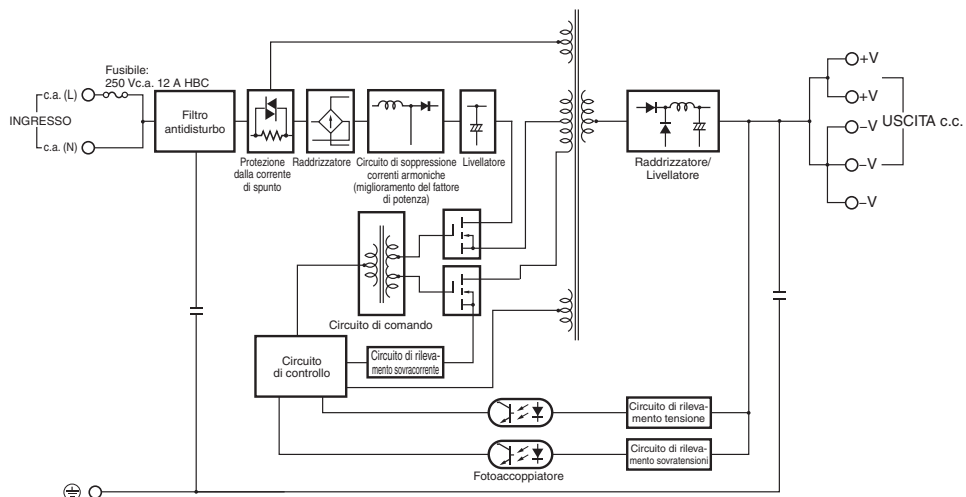 Fusibile:
250 Vc.a. 12 A HBC
c.a. (L)
INGRESSO
c.a. (N)
Filtro
antidisturbo
Protezione
dalla corrente
di spunto
Raddrizzatore
Circuito di soppressione
correnti armoniche
(miglioramento del fattore
di potenza)
Livellatore
Raddrizzatore/
Livellatore
+V
+V
−V
USCITA c.c.
−V
−V
Circuito di comando
Circuito
di controllo
Circuito di rileva-
mento sovracorrente
Circuito di rileva-
mento tensione
Circuito di rileva-
mento sovratensioni
Fotoaccoppiatore